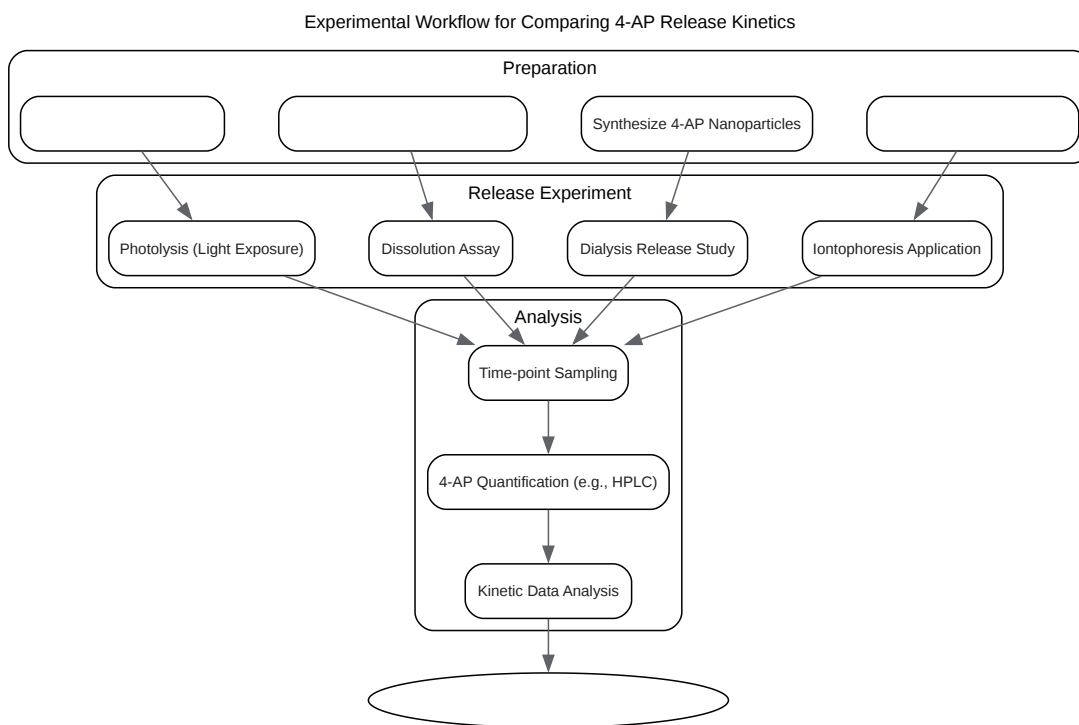 Experimental Workflow for Comparing 4-AP Release Kinetics
Preparation
Synthesize 4-AP Nanoparticles
Release Experiment
Photolysis (Light Exposure)
Dissolution Assay
Dialysis Release Study
Iontophoresis Application
Analysis
Time-point Sampling
4-AP Quantification (e.g., HPLC)
Kinetic Data Analysis